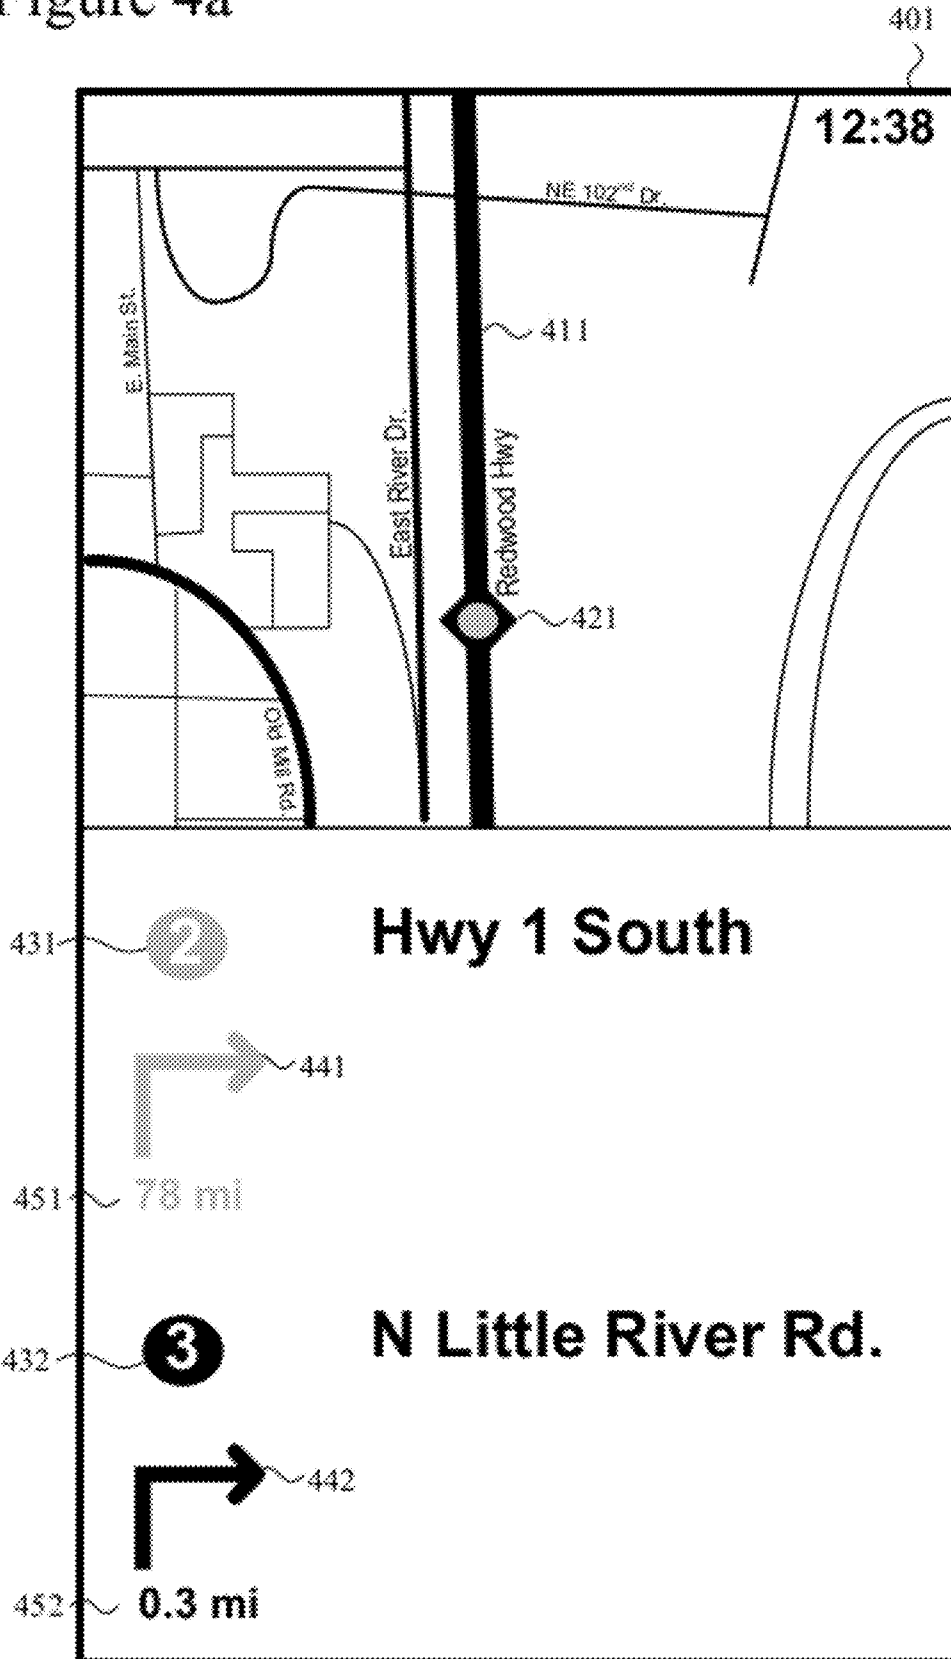 Figure 4a
401
12:38
NE 102nd Dr.
411
E. Main St.
East River Dr.
Redwood Hwy
421
Old Mill Rd
431
2
Hwy 1 South
441
451
78 mi
432
3
N Little River Rd.
442
452
0.3 mi